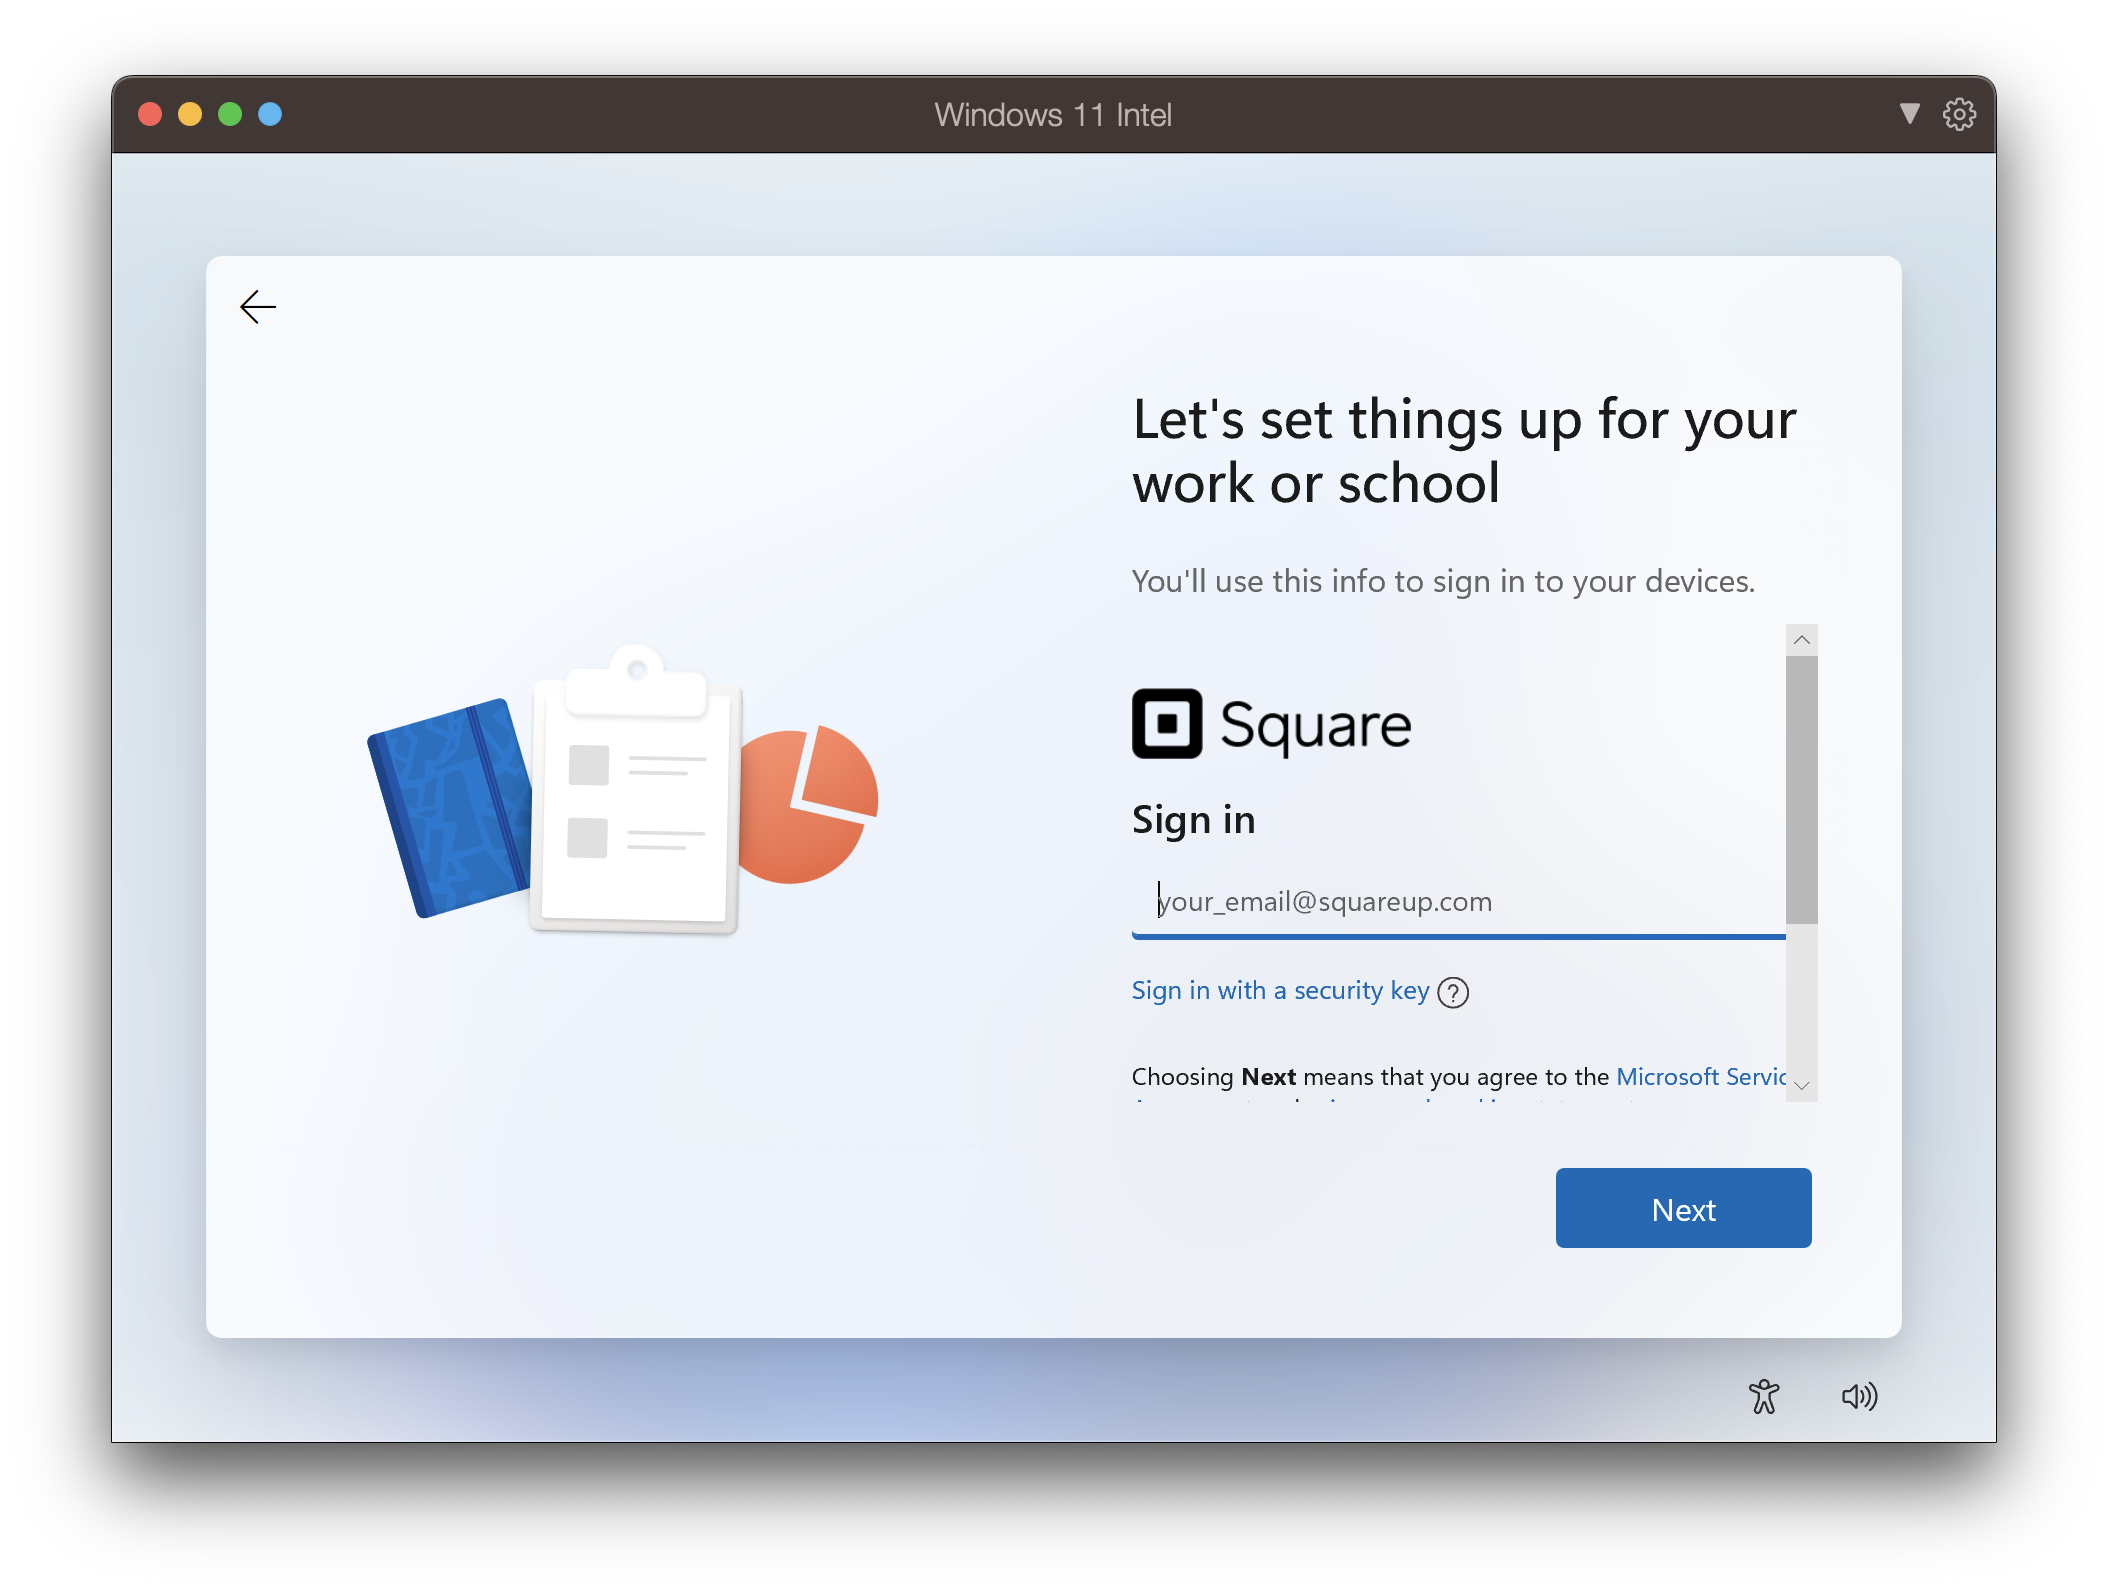 Windows 11 Intel
Let's set things up for your
work or school
You'll use this info to sign in to your devices.
Square
Sign in
your_email@squareup.com
Sign in with a security key ?
Choosing Next means that you agree to the Microsoft
Next